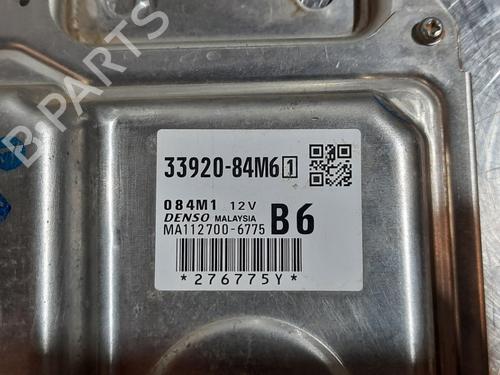 33920-84M6 1
084M1 12V
DENSO MALAYSIA
MA112700-6775 B6
*276775Y*
B-PARTS